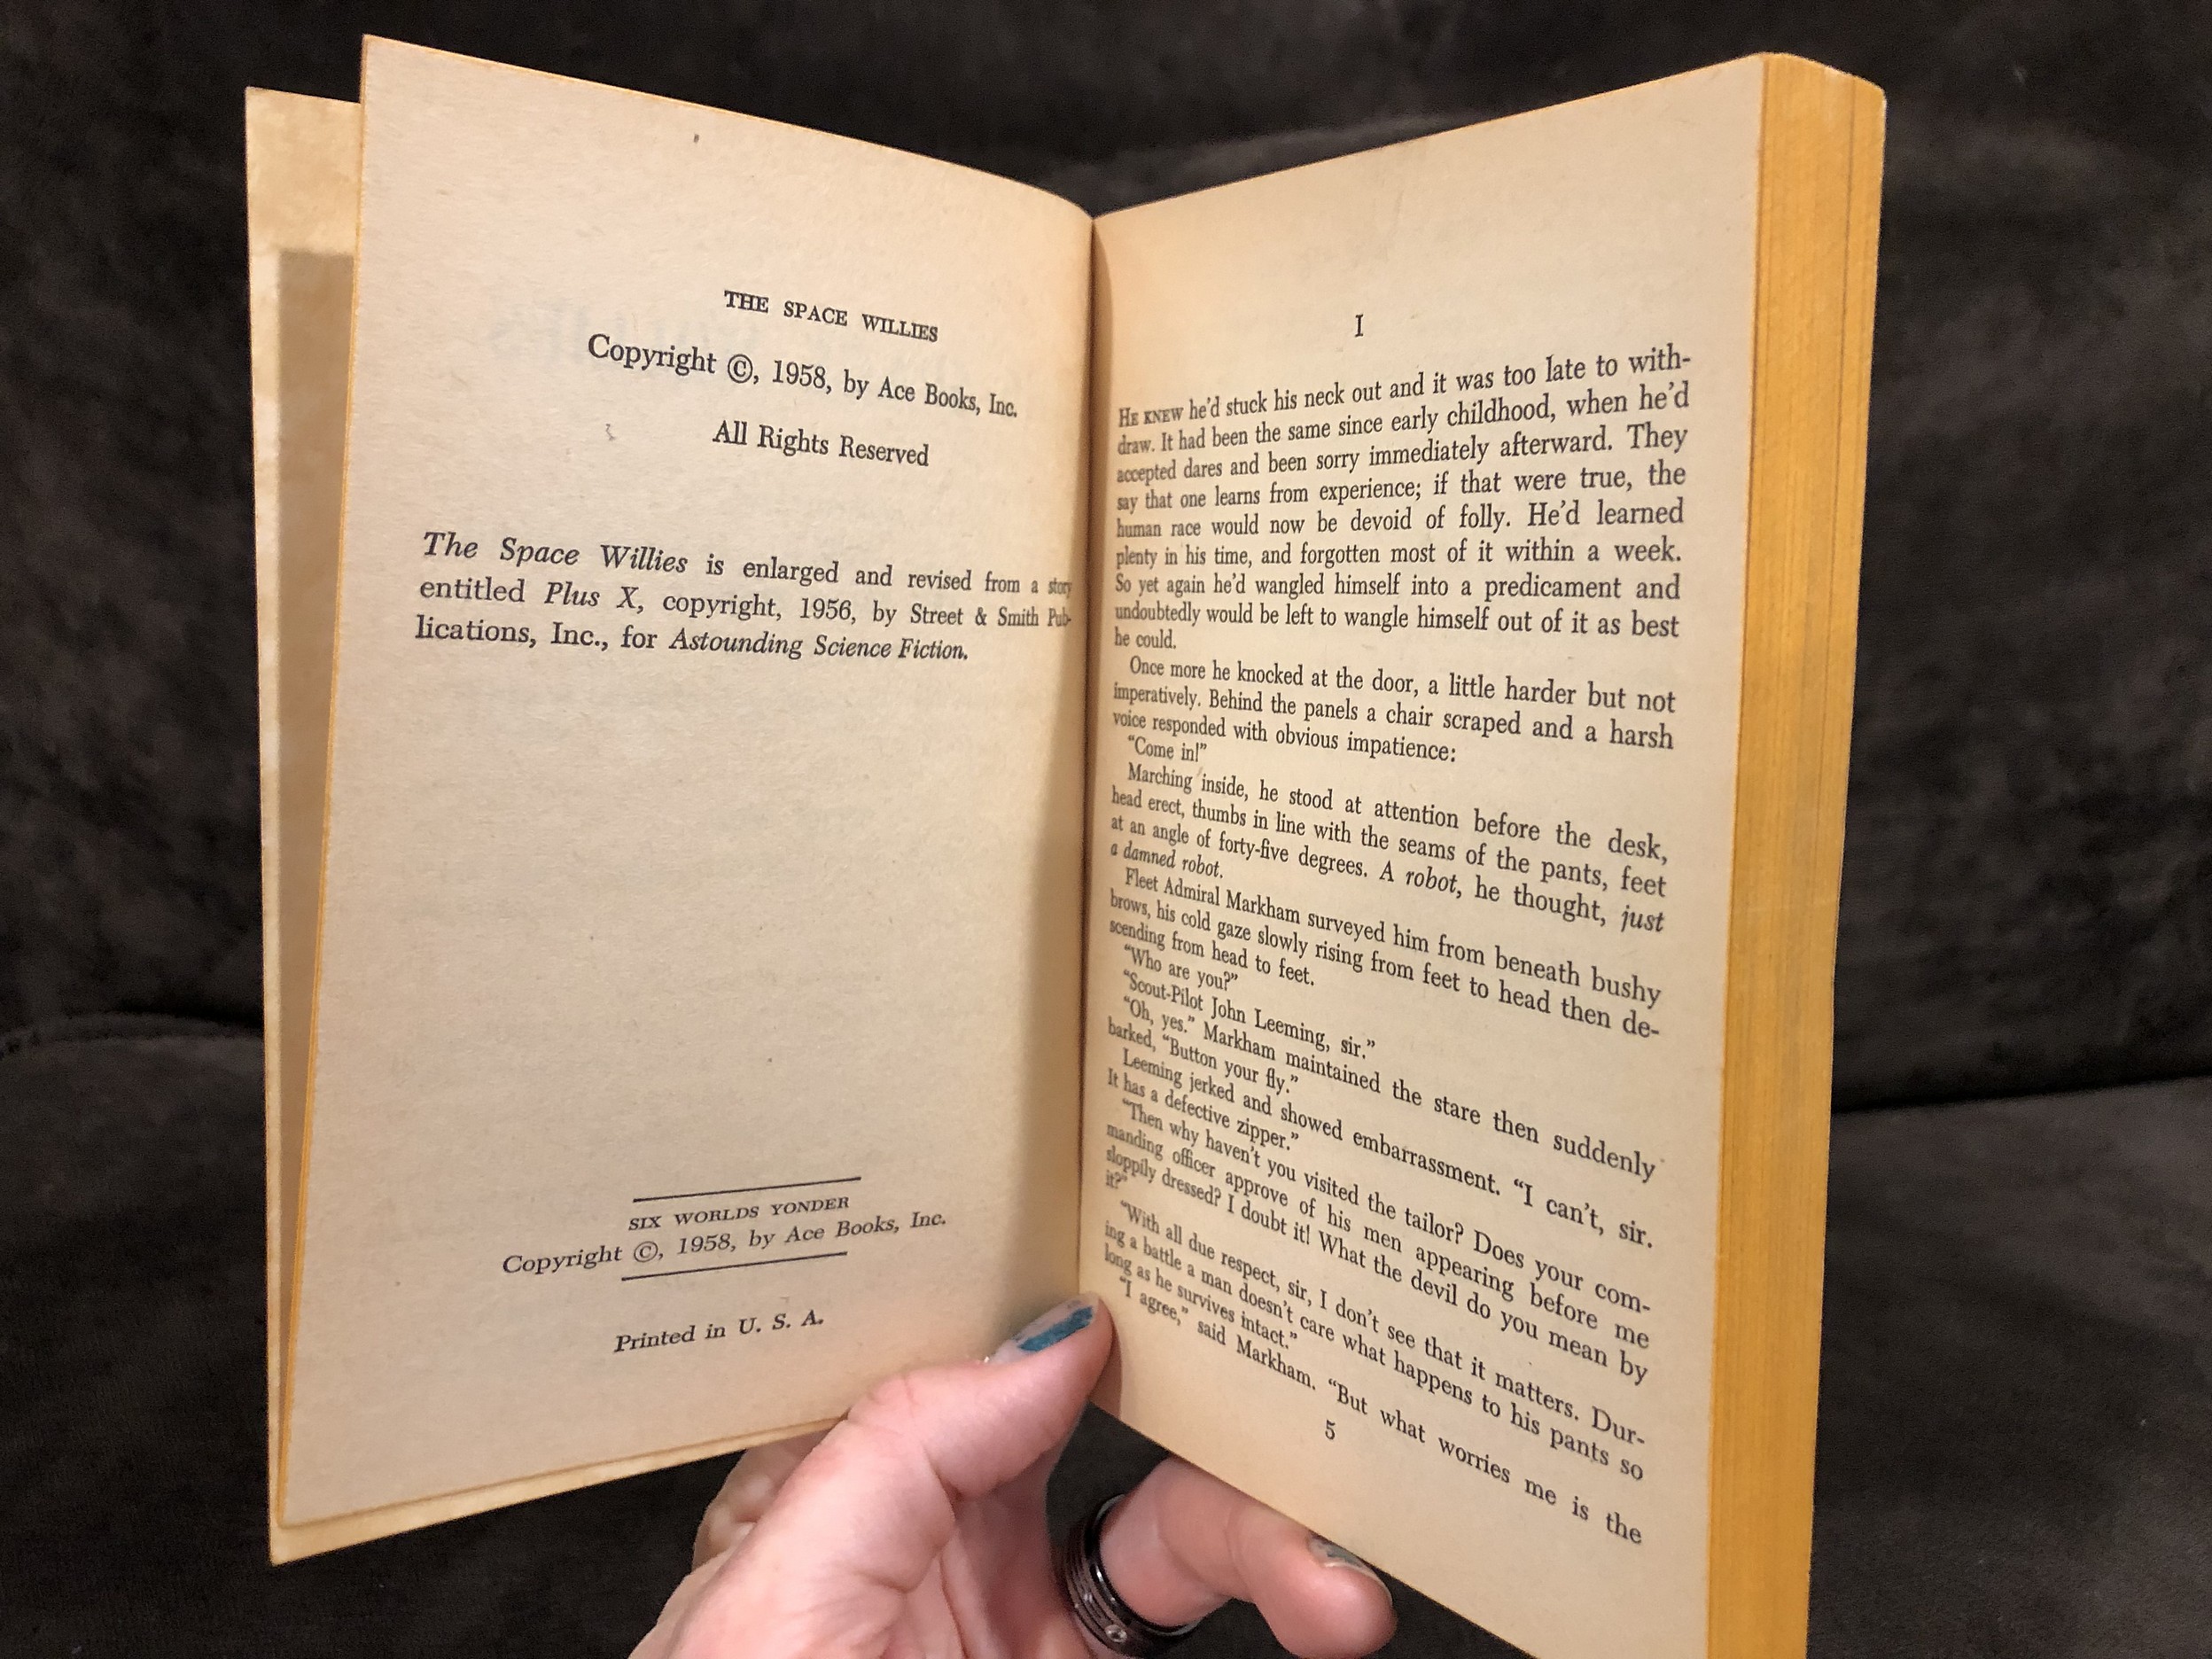 THE SPACE WILLIES
Copyright ©, 1958, by Ace Books, Inc.
All Rights Reserved
The Space Willies is enlarged and revised from a story
entitled Plus X, copyright, 1956, by Street & Smith Pub-
lications, Inc., for Astounding Science Fiction.
SIX WORLDS YONDER
Copyright ©, 1958, by Ace Books, Inc.
Printed in U. S. A.
I
HE KNEW he'd stuck his neck out and it was too late to with-
draw. It had been the same since early childhood, when he'd
accepted dares and been sorry immediately afterward. They
say that one learns from experience; if that were true, the
human race would now be devoid of folly. He'd learned
plenty in his time, and forgotten most of it within a week.
So yet again he'd wangled himself into a predicament and
undoubtedly would be left to wangle himself out of it as best
he could.
Once more he knocked at the door, a little harder but not
imperatively. Behind the panels a chair scraped and a harsh
voice responded with obvious impatience:
"Come in!"
Marching inside, he stood at attention before the desk,
head erect, thumbs in line with the seams of the pants, feet
at an angle of forty-five degrees. A robot, he thought, just
a damned robot.
Fleet Admiral Markham surveyed him from beneath bushy
brows, his cold gaze slowly rising from feet to head then de-
scending from head to feet.
"Who are you?"
"Scout-Pilot John Leeming, sir."
"Oh, yes." Markham maintained the stare then suddenly
barked, "Button your fly."
Leeming jerked and showed embarrassment. "I can't, sir.
It has a defective zipper."
"Then why haven't you visited the tailor? Does your com-
manding officer approve of his men appearing before me
sloppily dressed? I doubt it! What the devil do you mean by
it?"
"With all due respect, sir, I don't see that it matters. Dur-
ing a battle a man doesn't care what happens to his pants so
long as he survives intact."
"I agree," said Markham. "But what worries me is the
5